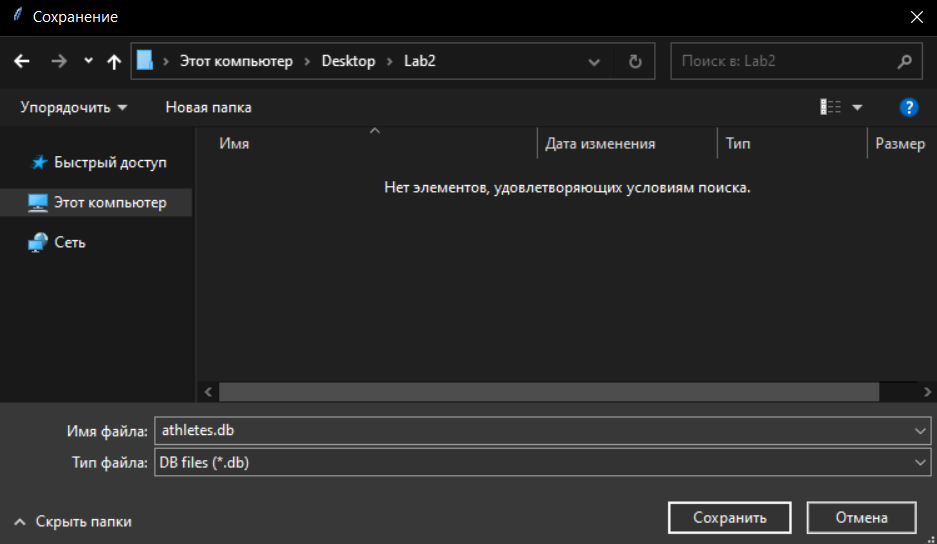 Сохранение
Этот компьютер Desktop Lab2 Поиск в: Lab2
Упорядочить Новая папка ?
Имя Дата изменения Тип Размер
Быстрый доступ
Нет элементов, удовлетворяющих условиям поиска.
Этот компьютер
Сеть
Имя файла: athletes.db
Тип файла: DB files (*.db)
Скрыть папки Сохранить Отмена